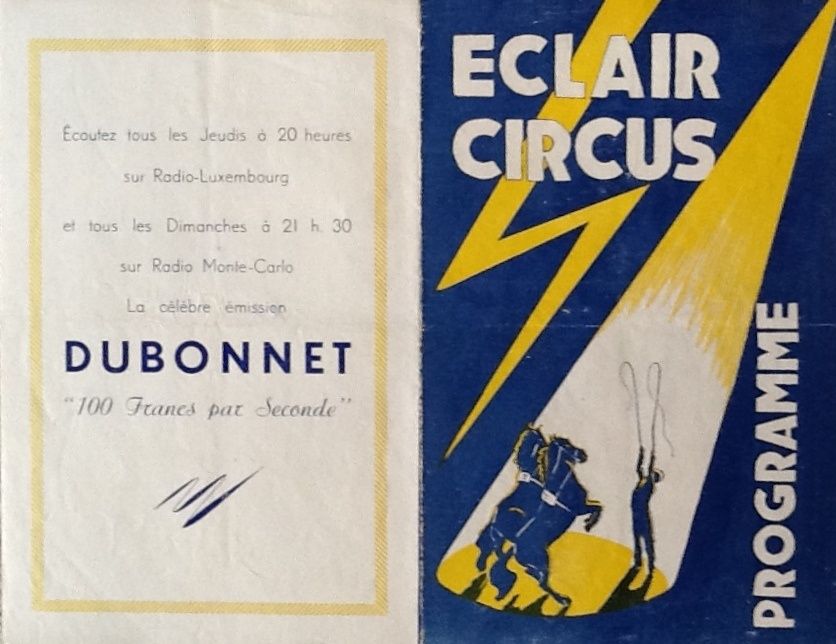 Écoutez tous les Jeudis à 20 heures
sur Radio-Luxembourg
et tous les Dimanches à 21 h. 30
sur Radio Monte-Carlo
La célèbre émission
DUBONNET
“100 Francs par Seconde”
ECLAIR
CIRCUS
PROGRAMME